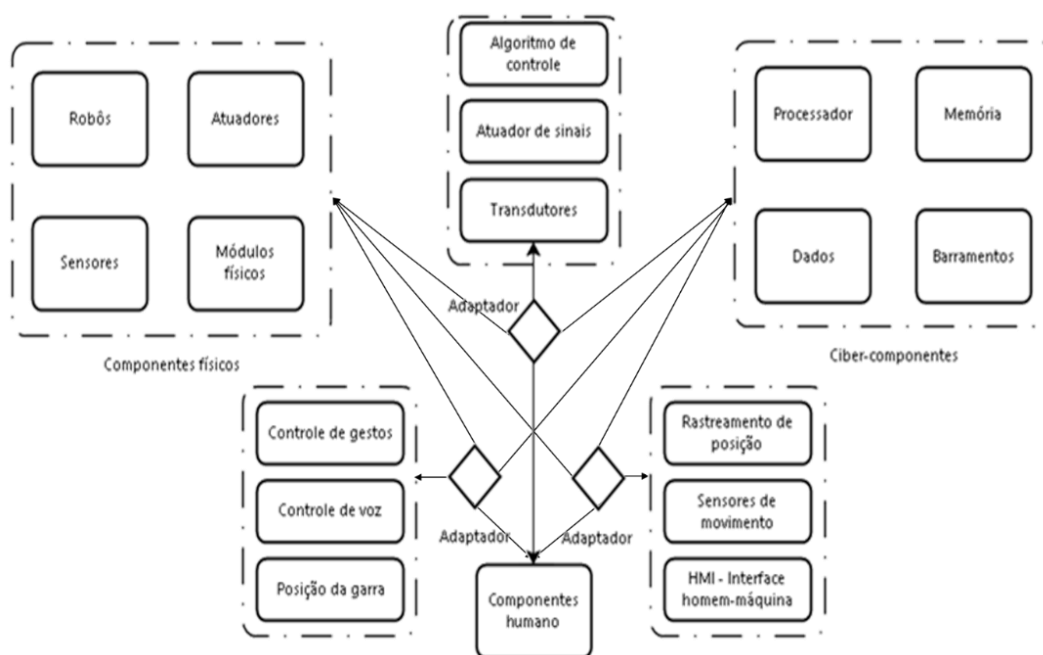 Robôs
Atuadores
Sensores
Módulos
físicos
Componentes físicos
Algoritmo de
controle
Atuador de sinais
Transdutores
Adaptador
Processador
Memória
Dados
Barramentos
Ciber-componentes
Controle de gestos
Controle de voz
Posição da garra
Adaptador
Adaptador
Componentes
humano
Rastreamento de
posição
Sensores de
movimento
HMI - Interface
homem-máquina